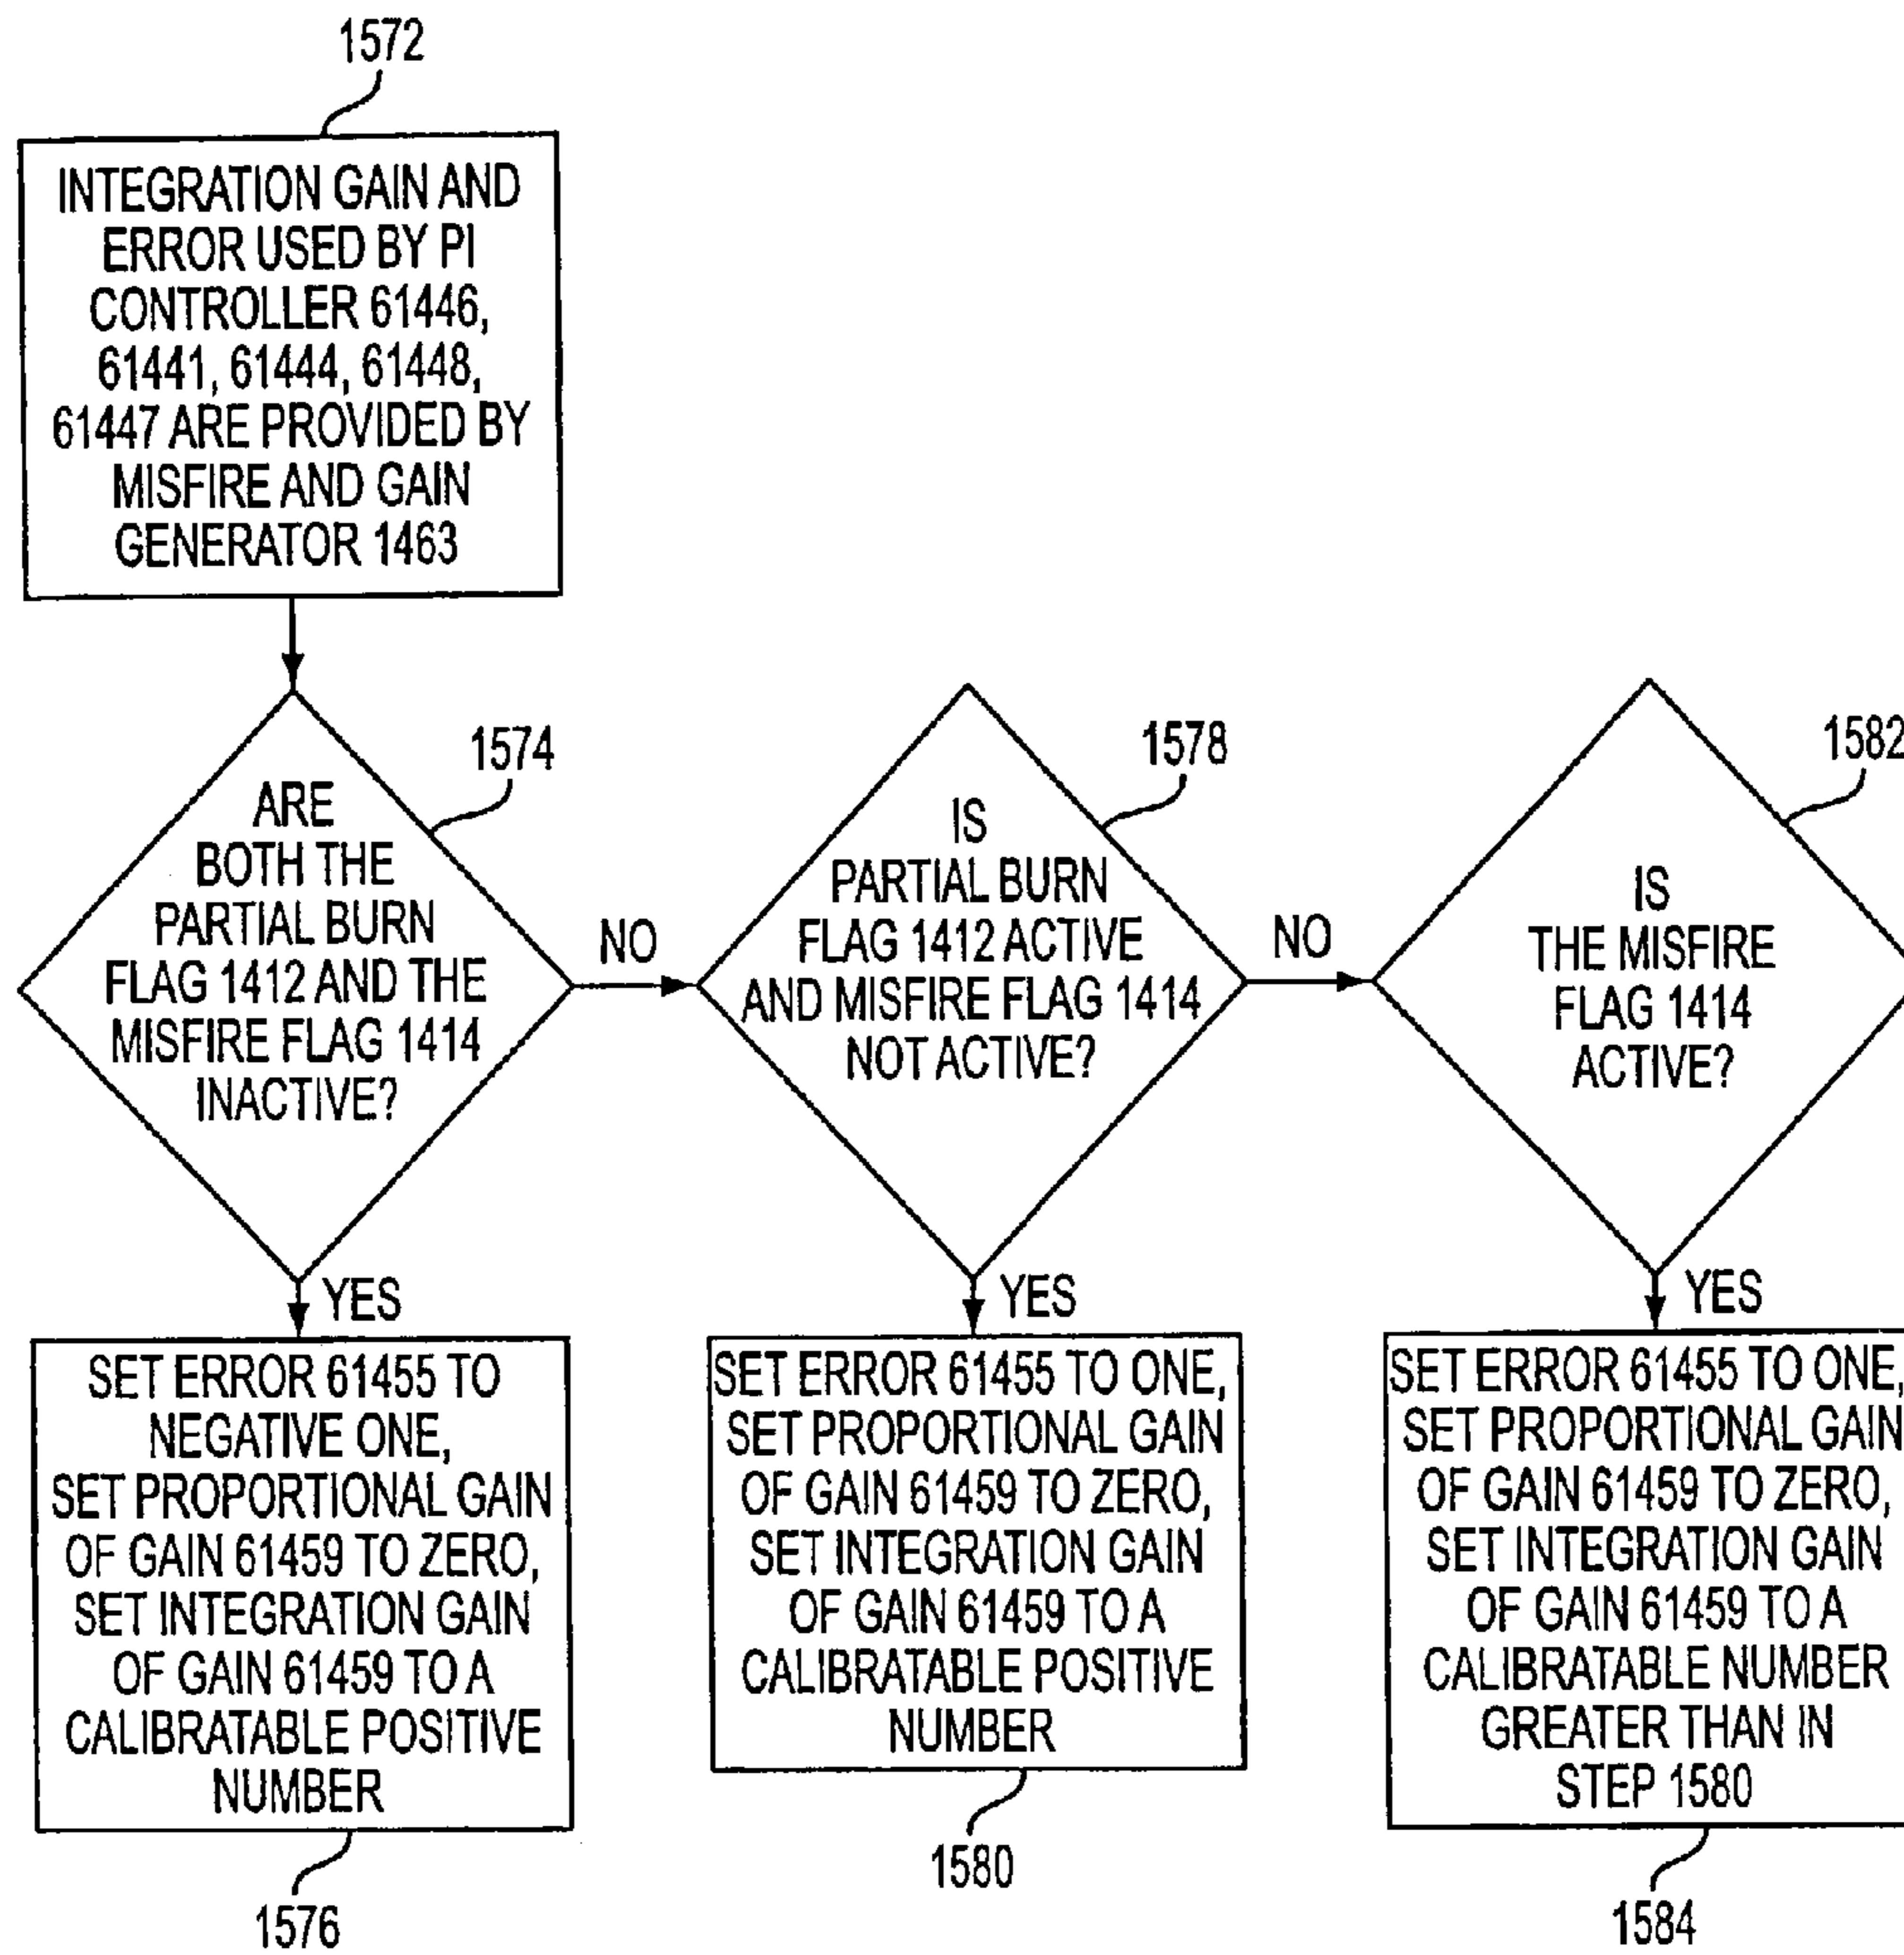 1572
INTEGRATION GAIN AND
ERROR USED BY PI
CONTROLLER 61446,
61441, 61444, 61448,
61447 ARE PROVIDED BY
MISFIRE AND GAIN
GENERATOR 1463
1574
ARE
BOTH THE
PARTIAL BURN
FLAG 1412 AND THE
MISFIRE FLAG 1414
INACTIVE?
NO
1578
IS
PARTIAL BURN
FLAG 1412 ACTIVE
AND MISFIRE FLAG 1414
NOT ACTIVE?
NO
1582
IS
THE MISFIRE
FLAG 1414
ACTIVE?
YES
SET ERROR 61455 TO
NEGATIVE ONE,
SET PROPORTIONAL GAIN
OF GAIN 61459 TO ZERO,
SET INTEGRATION GAIN
OF GAIN 61459 TO A
CALIBRATABLE POSITIVE
NUMBER
1576
YES
SET ERROR 61455 TO ONE,
SET PROPORTIONAL GAIN
OF GAIN 61459 TO ZERO,
SET INTEGRATION GAIN
OF GAIN 61459 TO A
CALIBRATABLE POSITIVE
NUMBER
1580
YES
SET ERROR 61455 TO ONE,
SET PROPORTIONAL GAIN
OF GAIN 61459 TO ZERO,
SET INTEGRATION GAIN
OF GAIN 61459 TO A
CALIBRATABLE NUMBER
GREATER THAN IN
STEP 1580
1584